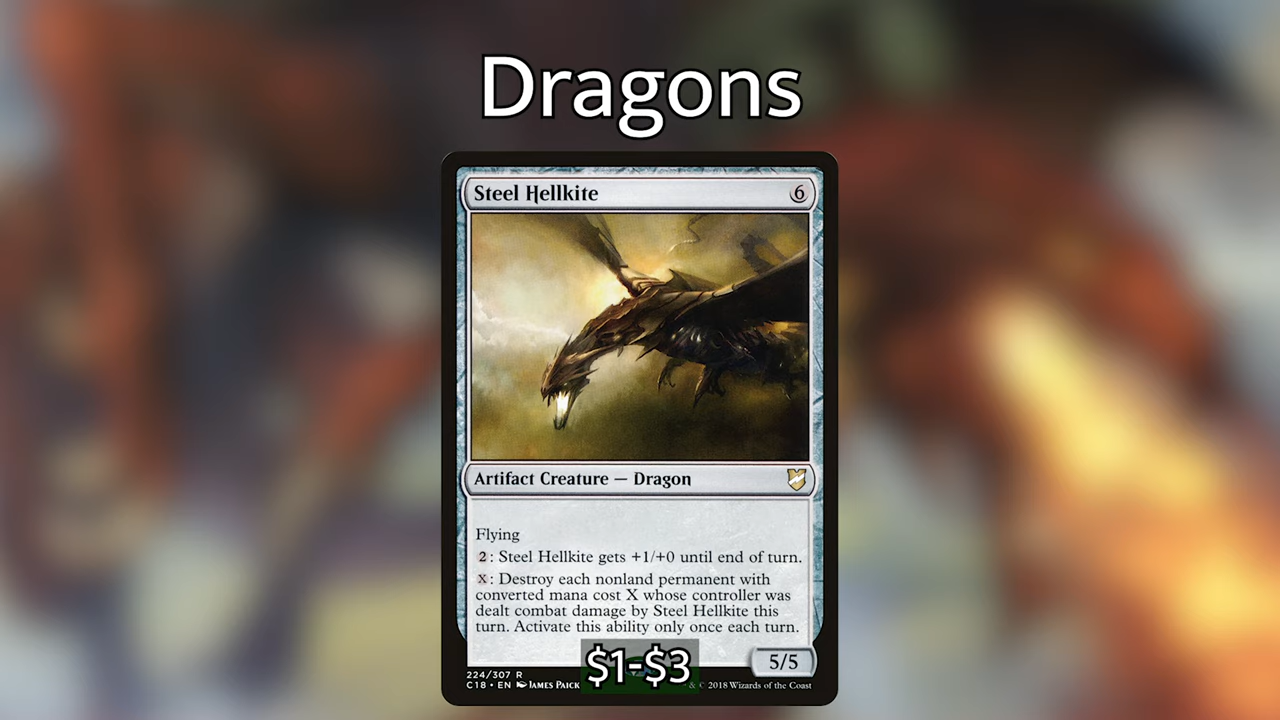 Dragons
Steel Hellkite 6
Artifact Creature — Dragon
Flying
2: Steel Hellkite gets +1/+0 until end of turn.
X: Destroy each nonland permanent with
converted mana cost X whose controller was
dealt combat damage by Steel Hellkite this
turn. Activate this ability only once each turn.
$1-$3
5/5
224/307 R
C18 • EN JAMES PAICK
& © 2018 Wizards of the Coast